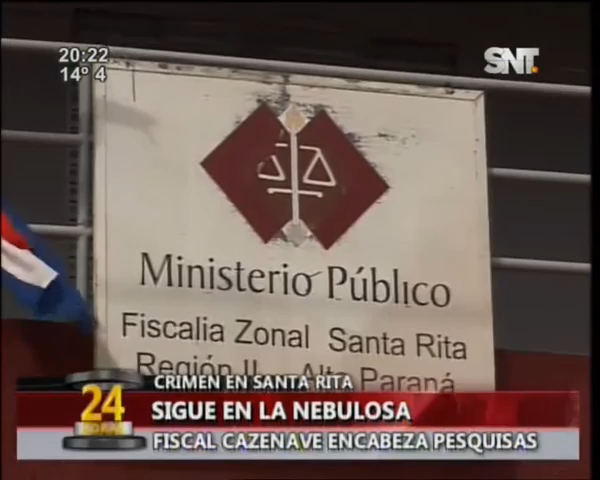 20:22
14° 4
SNT.
Ministerio Público
Fiscalia Zonal Santa Rita
Región II - Alto Paraná
CRIMEN EN SANTA RITA
24
SIGUE EN LA NEBULOSA
FISCAL CAZENAVE ENCABEZA PESQUISAS